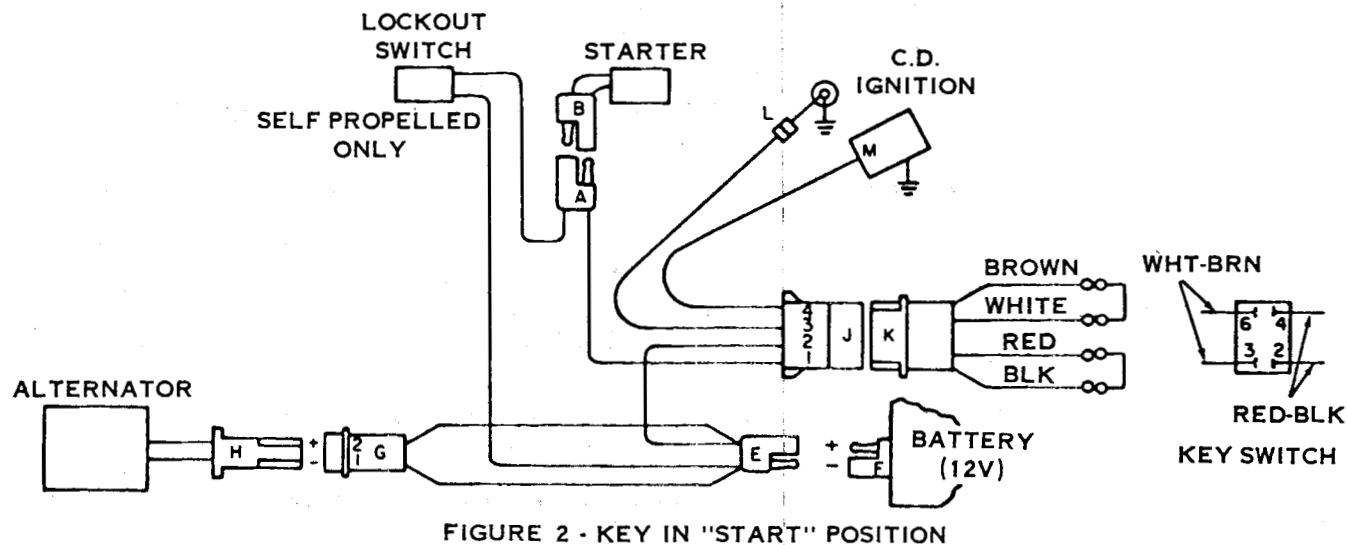 LOCKOUT
SWITCH
SELF PROPELLED
ONLY
STARTER
B
A
C.D.
IGNITION
L
M
4
3
2
1
J
K
BROWN
WHITE
RED
BLK
WHT-BRN
6 4
3 2
RED-BLK
KEY SWITCH
ALTERNATOR
H
+
-
2
1
G
E
+
-
F
BATTERY
(12V)
FIGURE 2 - KEY IN "START" POSITION